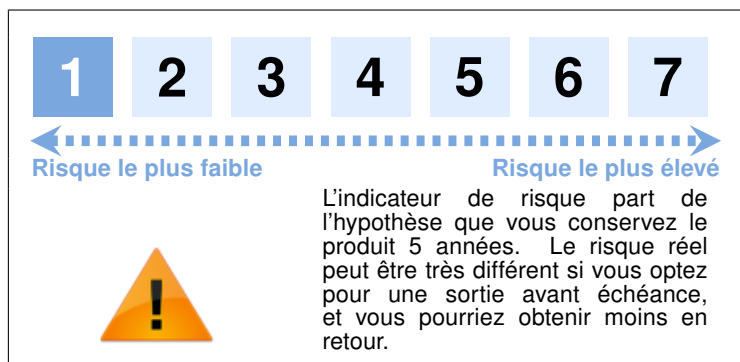 1 2 3 4 5 6 7
Risque le plus faible Risque le plus élevé
L'indicateur de risque part de
l'hypothèse que vous conservez le
produit 5 années. Le risque réel
peut être très différent si vous optez
pour une sortie avant échéance,
et vous pourriez obtenir moins en
retour.
!